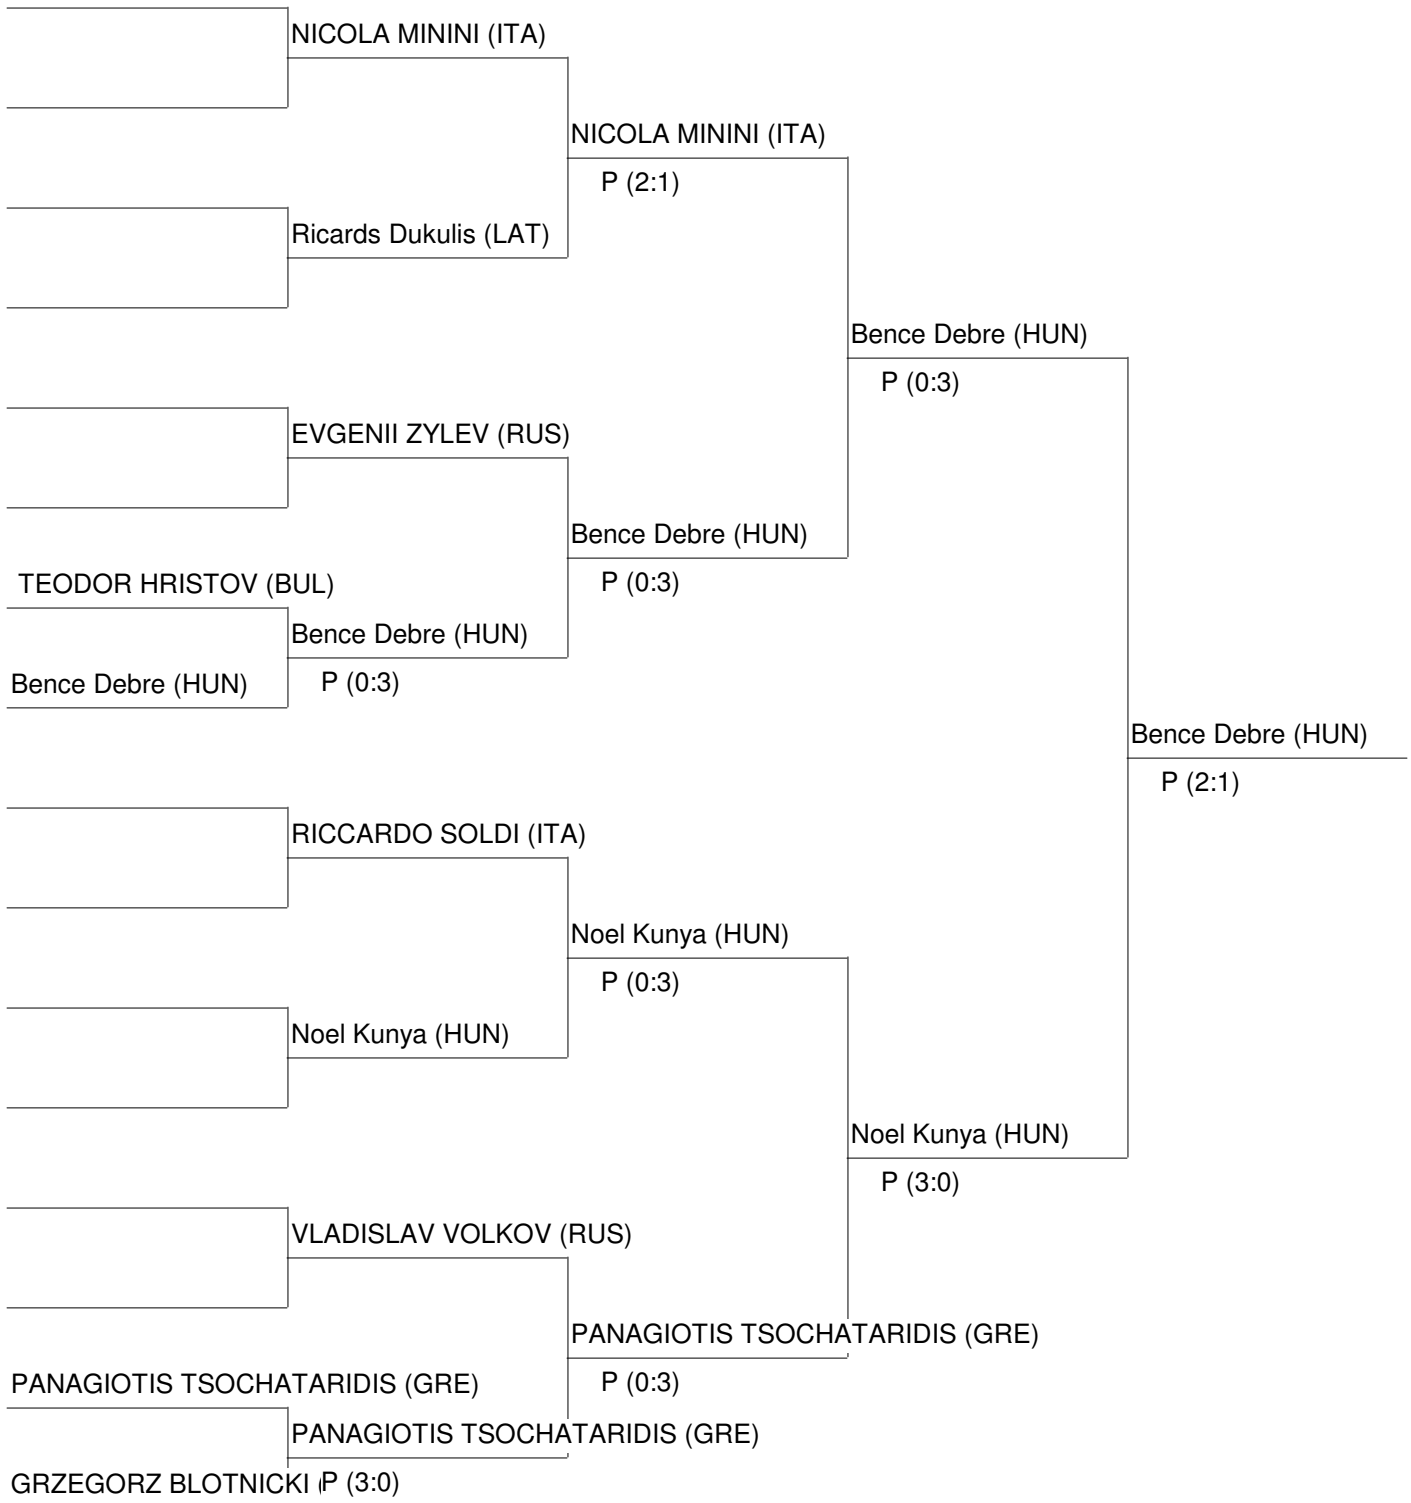 NICOLA MININI (ITA)
NICOLA MININI (ITA)
P (2:1)
Ricards Dukulis (LAT)
Bence Debre (HUN)
P (0:3)
EVGENII ZYLEV (RUS)
Bence Debre (HUN)
P (0:3)
TEODOR HRISTOV (BUL)
Bence Debre (HUN)
Bence Debre (HUN)
P (0:3)
Bence Debre (HUN)
P (2:1)
RICCARDO SOLDI (ITA)
Noel Kunya (HUN)
P (0:3)
Noel Kunya (HUN)
Noel Kunya (HUN)
P (3:0)
VLADISLAV VOLKOV (RUS)
PANAGIOTIS TSOCHATARIDIS (GRE)
P (0:3)
PANAGIOTIS TSOCHATARIDIS (GRE)
PANAGIOTIS TSOCHATARIDIS (GRE)
GRZEGORZ BLOTNICKI
P (3:0)